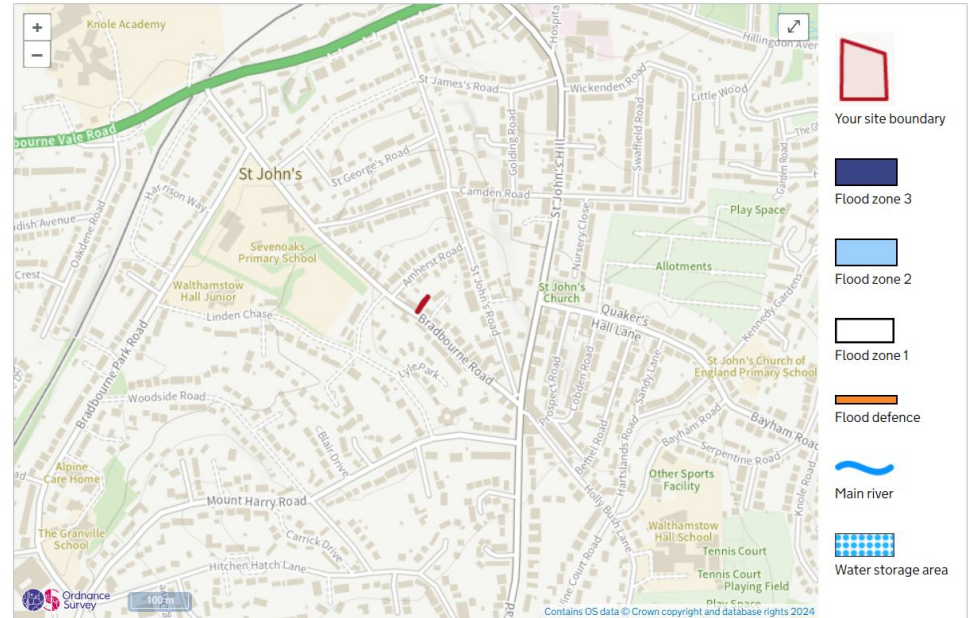 +
−
Knole Academy
Hillingdon Aven
St James's Road
Wickenden Road
Little Wood
bourne Vale Road
Golding Road
Swaffield Road
Garden Road
St. John's Hill
St John's
St George's Road
Harrison Way
Camden Road
Play Space
adish Avenue
Oakdene Road
Nursery Close
Sevenoaks
Primary School
Amherst Road
Allotments
Crest
St. John's Road
Walthamstow
Hall Junior
St John's
Church
Quaker's
Hall Lane
Kennedy Gardens
Linden Chase
Bradbourne Road
Bradbourne Park Road
St John's Church of
England Primary School
Lyle Park
Prospect Road
Cobden Road
Sandy Lane
Woodside Road
Bayham Road
Bayham Road
Serpentine Road
Blair Drive
Bethel Road
Hartslands Road
Alpine
Care Home
Other Sports
Facility
Knole Road
Mount Harry Road
Holly Bush Lane
The Granville
School
Carrick Drive
Walthamstow
Hall School
Tennis Court
Hitchen Hatch Lane
Vine Court Road
Tennis Court
Playing Field
Play Space
Ordnance
Survey
100 m
Contains OS data © Crown copyright and database rights 2024
Your site boundary
Flood zone 3
Flood zone 2
Flood zone 1
Flood defence
Main river
Water storage area